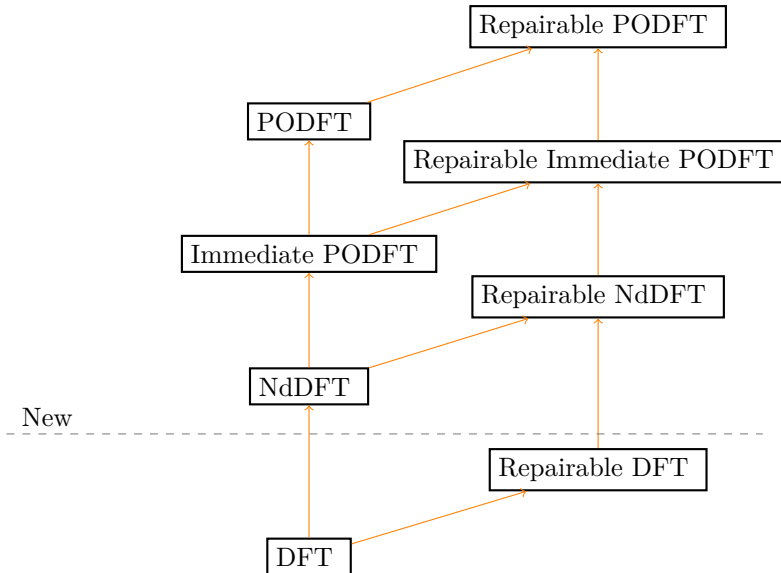 Repairable PODFT
PODFT
Repairable Immediate PODFT
Immediate PODFT
Repairable NdDFT
NdDFT
New
Repairable DFT
DFT